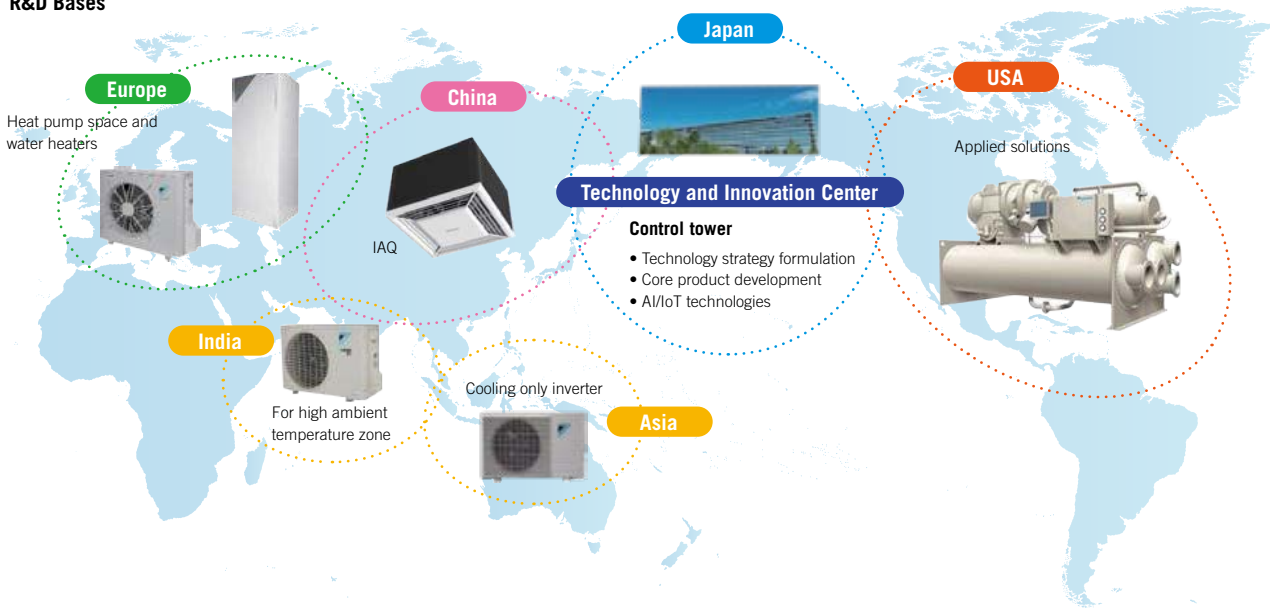 R&D Bases
Europe
Heat pump space and
water heaters
China
IAQ
Japan
Technology and Innovation Center
Control tower
• Technology strategy formulation
• Core product development
• AI/IoT technologies
USA
Applied solutions
India
For high ambient
temperature zone
Cooling only inverter
Asia